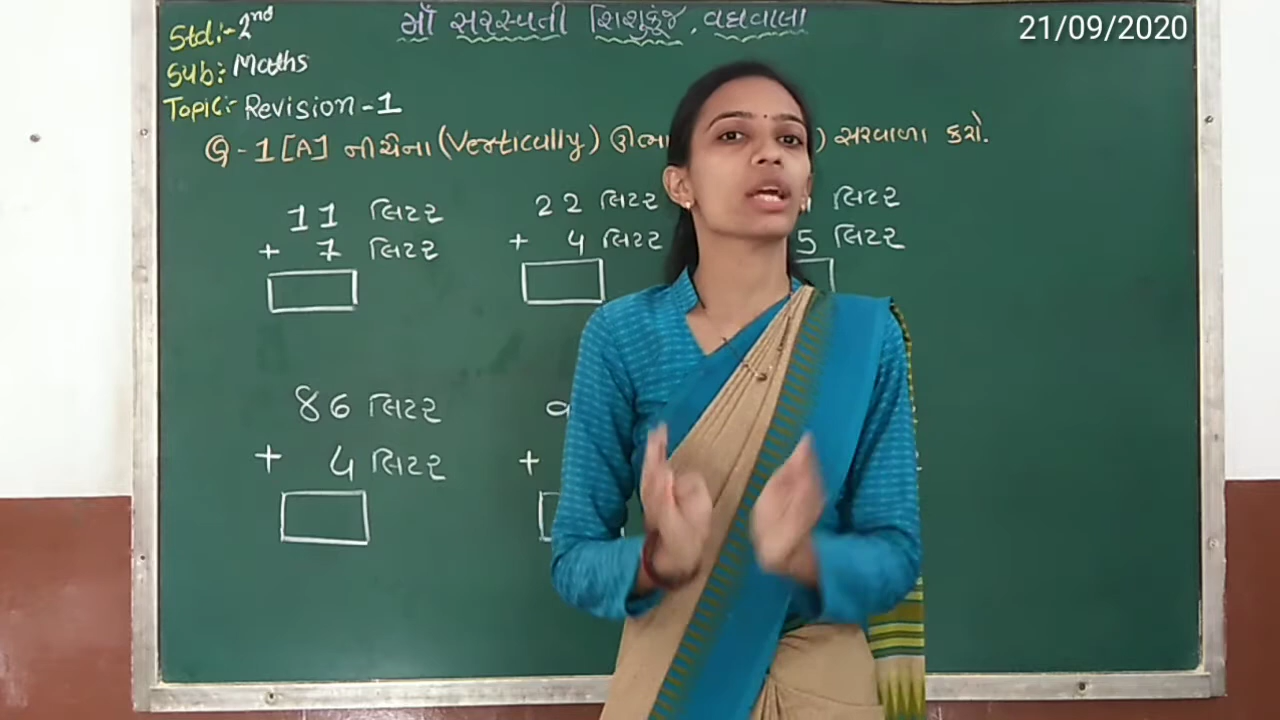 માઁ સરસ્વતી શિશુકુંજ, વઘવાલા
21/09/2020
Std:- 2nd
Sub: Maths
Topic:- Revision - 1
Q - 1 [A] નીચેના (Vertically) ઊભા ) સરવાળા કરો.
11 લિટર 22 લિટર લિટર
+ 7 લિટર + 4 લિટર 5 લિટર
86 લિટર
+ 4 લિટર +